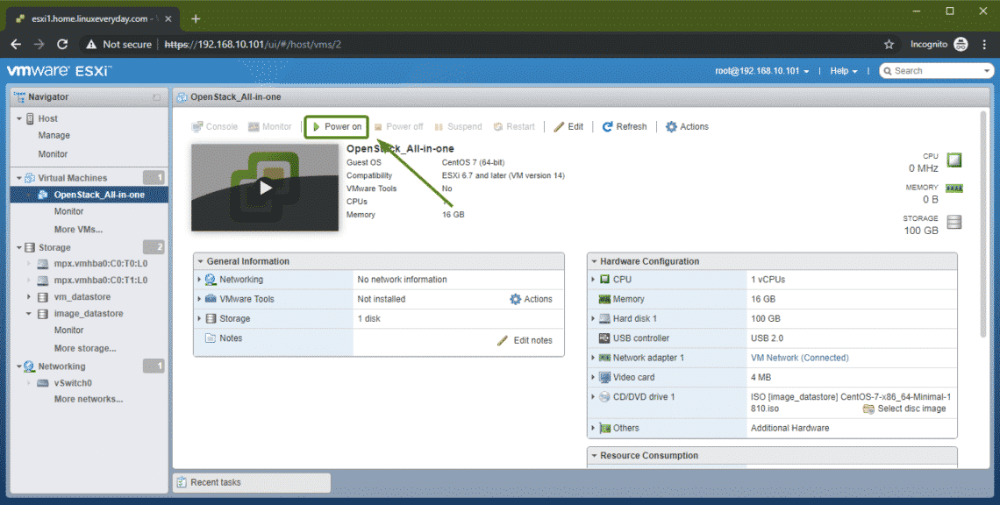 esxi1.home.linuxeveryday.com -
Not secure https://192.168.10.101/ui/#/host/vms/2 Incognito
vmware ESXi root@192.168.10.101 Help Search
Navigator
Host
Manage
Monitor
Virtual Machines 1
OpenStack_All-in-one
Monitor
More VMs...
Storage 2
mpx.vmhba0:C0:T0:L0
mpx.vmhba0:C0:T1:L0
vm_datastore
image_datastore
Monitor
More storage...
Networking 1
vSwitch0
More networks...
OpenStack_All-in-one
Console Monitor Power on Power off Suspend Restart Edit Refresh Actions
OpenStack_All-in-one
Guest OS CentOS 7 (64-bit)
Compatibility ESXi 6.7 and later (VM version 14)
VMware Tools No
CPUs
Memory 16 GB
CPU
0 MHz
MEMORY
0 B
STORAGE
100 GB
General Information
Networking No network information
VMware Tools Not installed Actions
Storage 1 disk
Notes Edit notes
Hardware Configuration
CPU 1 vCPUs
Memory 16 GB
Hard disk 1 100 GB
USB controller USB 2.0
Network adapter 1 VM Network (Connected)
Video card 4 MB
CD/DVD drive 1 ISO [image_datastore] CentOS-7-x86_64-Minimal-1
810.iso Select disc image
Others Additional Hardware
Resource Consumption
Recent tasks